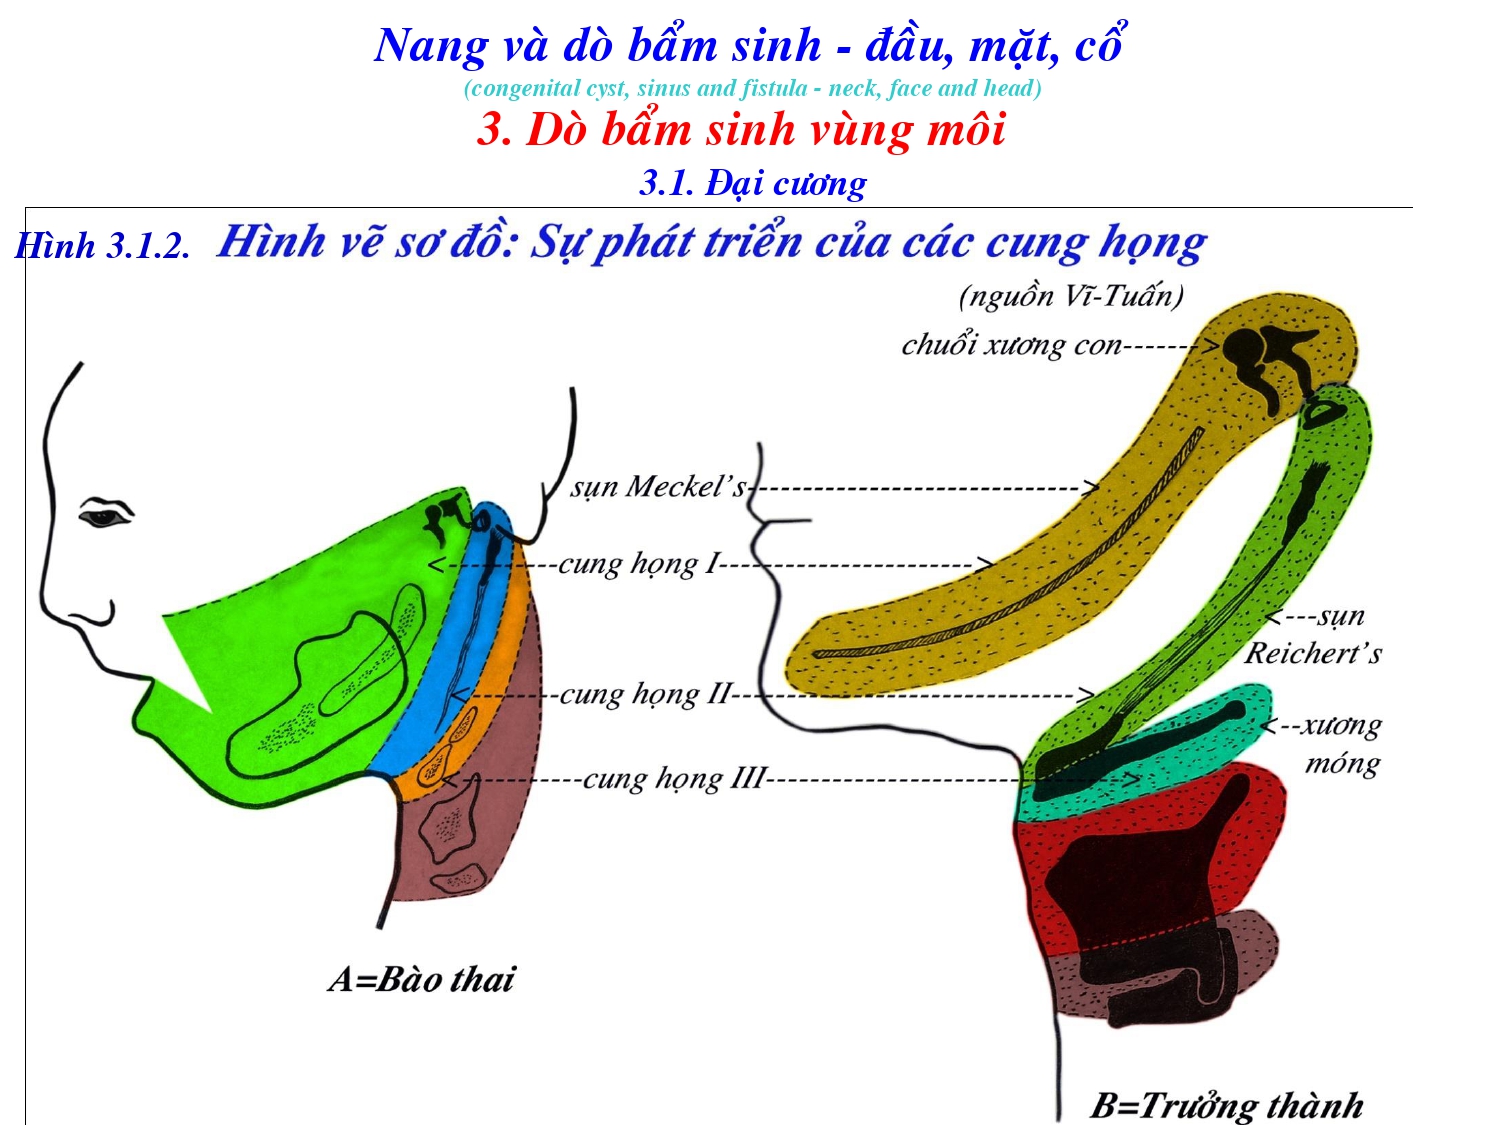 Nang và dò bẩm sinh - đầu, mặt, cổ
(congenital cyst, sinus and fistula - neck, face and head)
3. Dò bẩm sinh vùng môi
3.1. Đại cương
Hình 3.1.2. Hình vẽ sơ đồ: Sự phát triển của các cung họng
(nguồn Vĩ-Tuấn)
chuổi xương con------->
sụn Meckel's------------------------------>
<----------cung họng I----------------------->
<---sụn
Reichert's
<--------cung họng II------------------------------->
<--xương
móng
<-----------cung họng III--------------------------------->
A=Bào thai
B=Trưởng thành